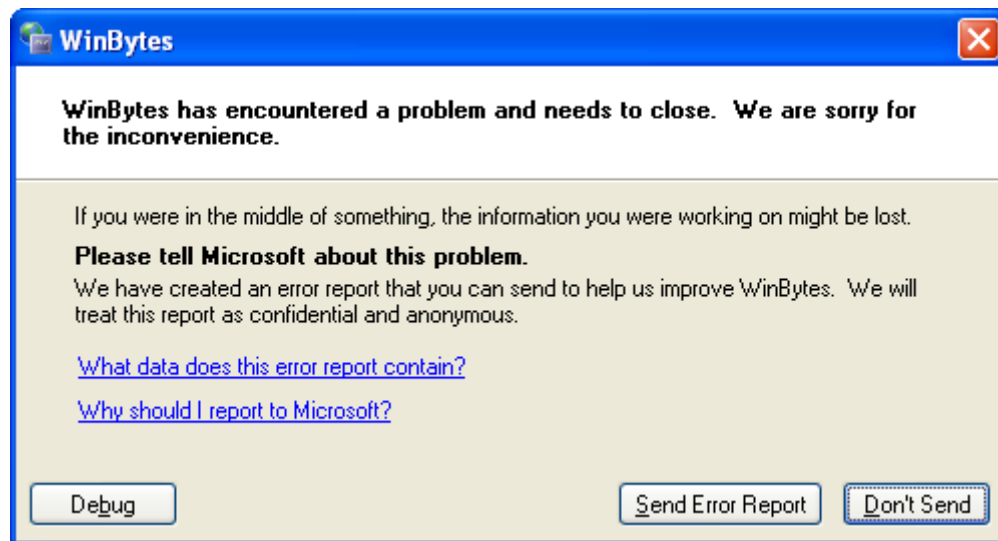 WinBytes
WinBytes has encountered a problem and needs to close.  We are sorry for
the inconvenience.
If you were in the middle of something, the information you were working on might be lost.
Please tell Microsoft about this problem.
We have created an error report that you can send to help us improve WinBytes.  We will
treat this report as confidential and anonymous.
What data does this error report contain?
Why should I report to Microsoft?
Debug
Send Error Report
Don't Send